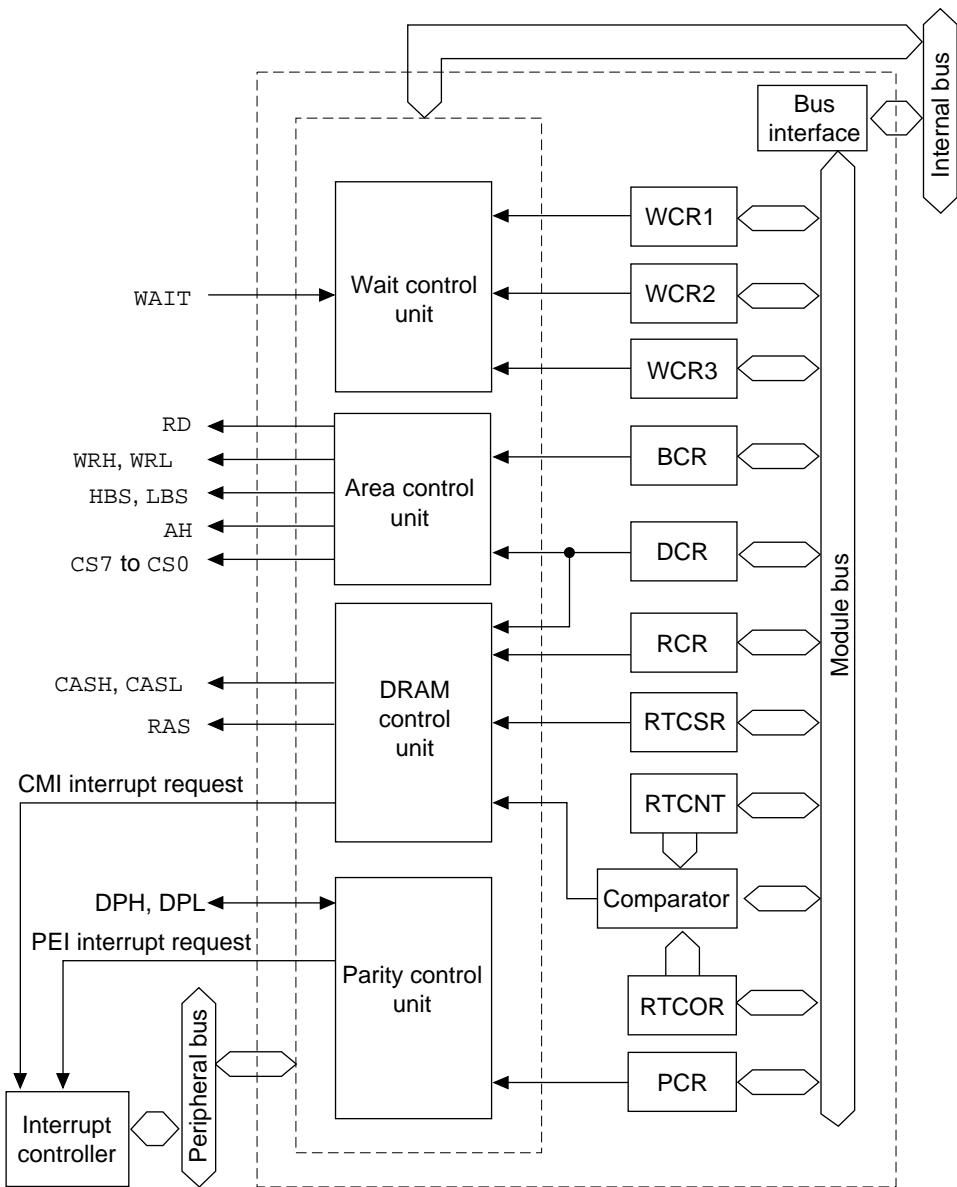 Internal bus
Bus
interface
WCR1
Wait control
unit
WAIT
WCR2
WCR3
RD
WRH, WRL
HBS, LBS
AH
CS7 to CS0
Area control
unit
BCR
DCR
Module bus
RCR
DRAM
control
unit
CASH, CASL
RAS
RTCSR
CMI interrupt request
RTCNT
Comparator
DPH, DPL
PEI interrupt request
Parity control
unit
RTCOR
PCR
Peripheral bus
Interrupt
controller